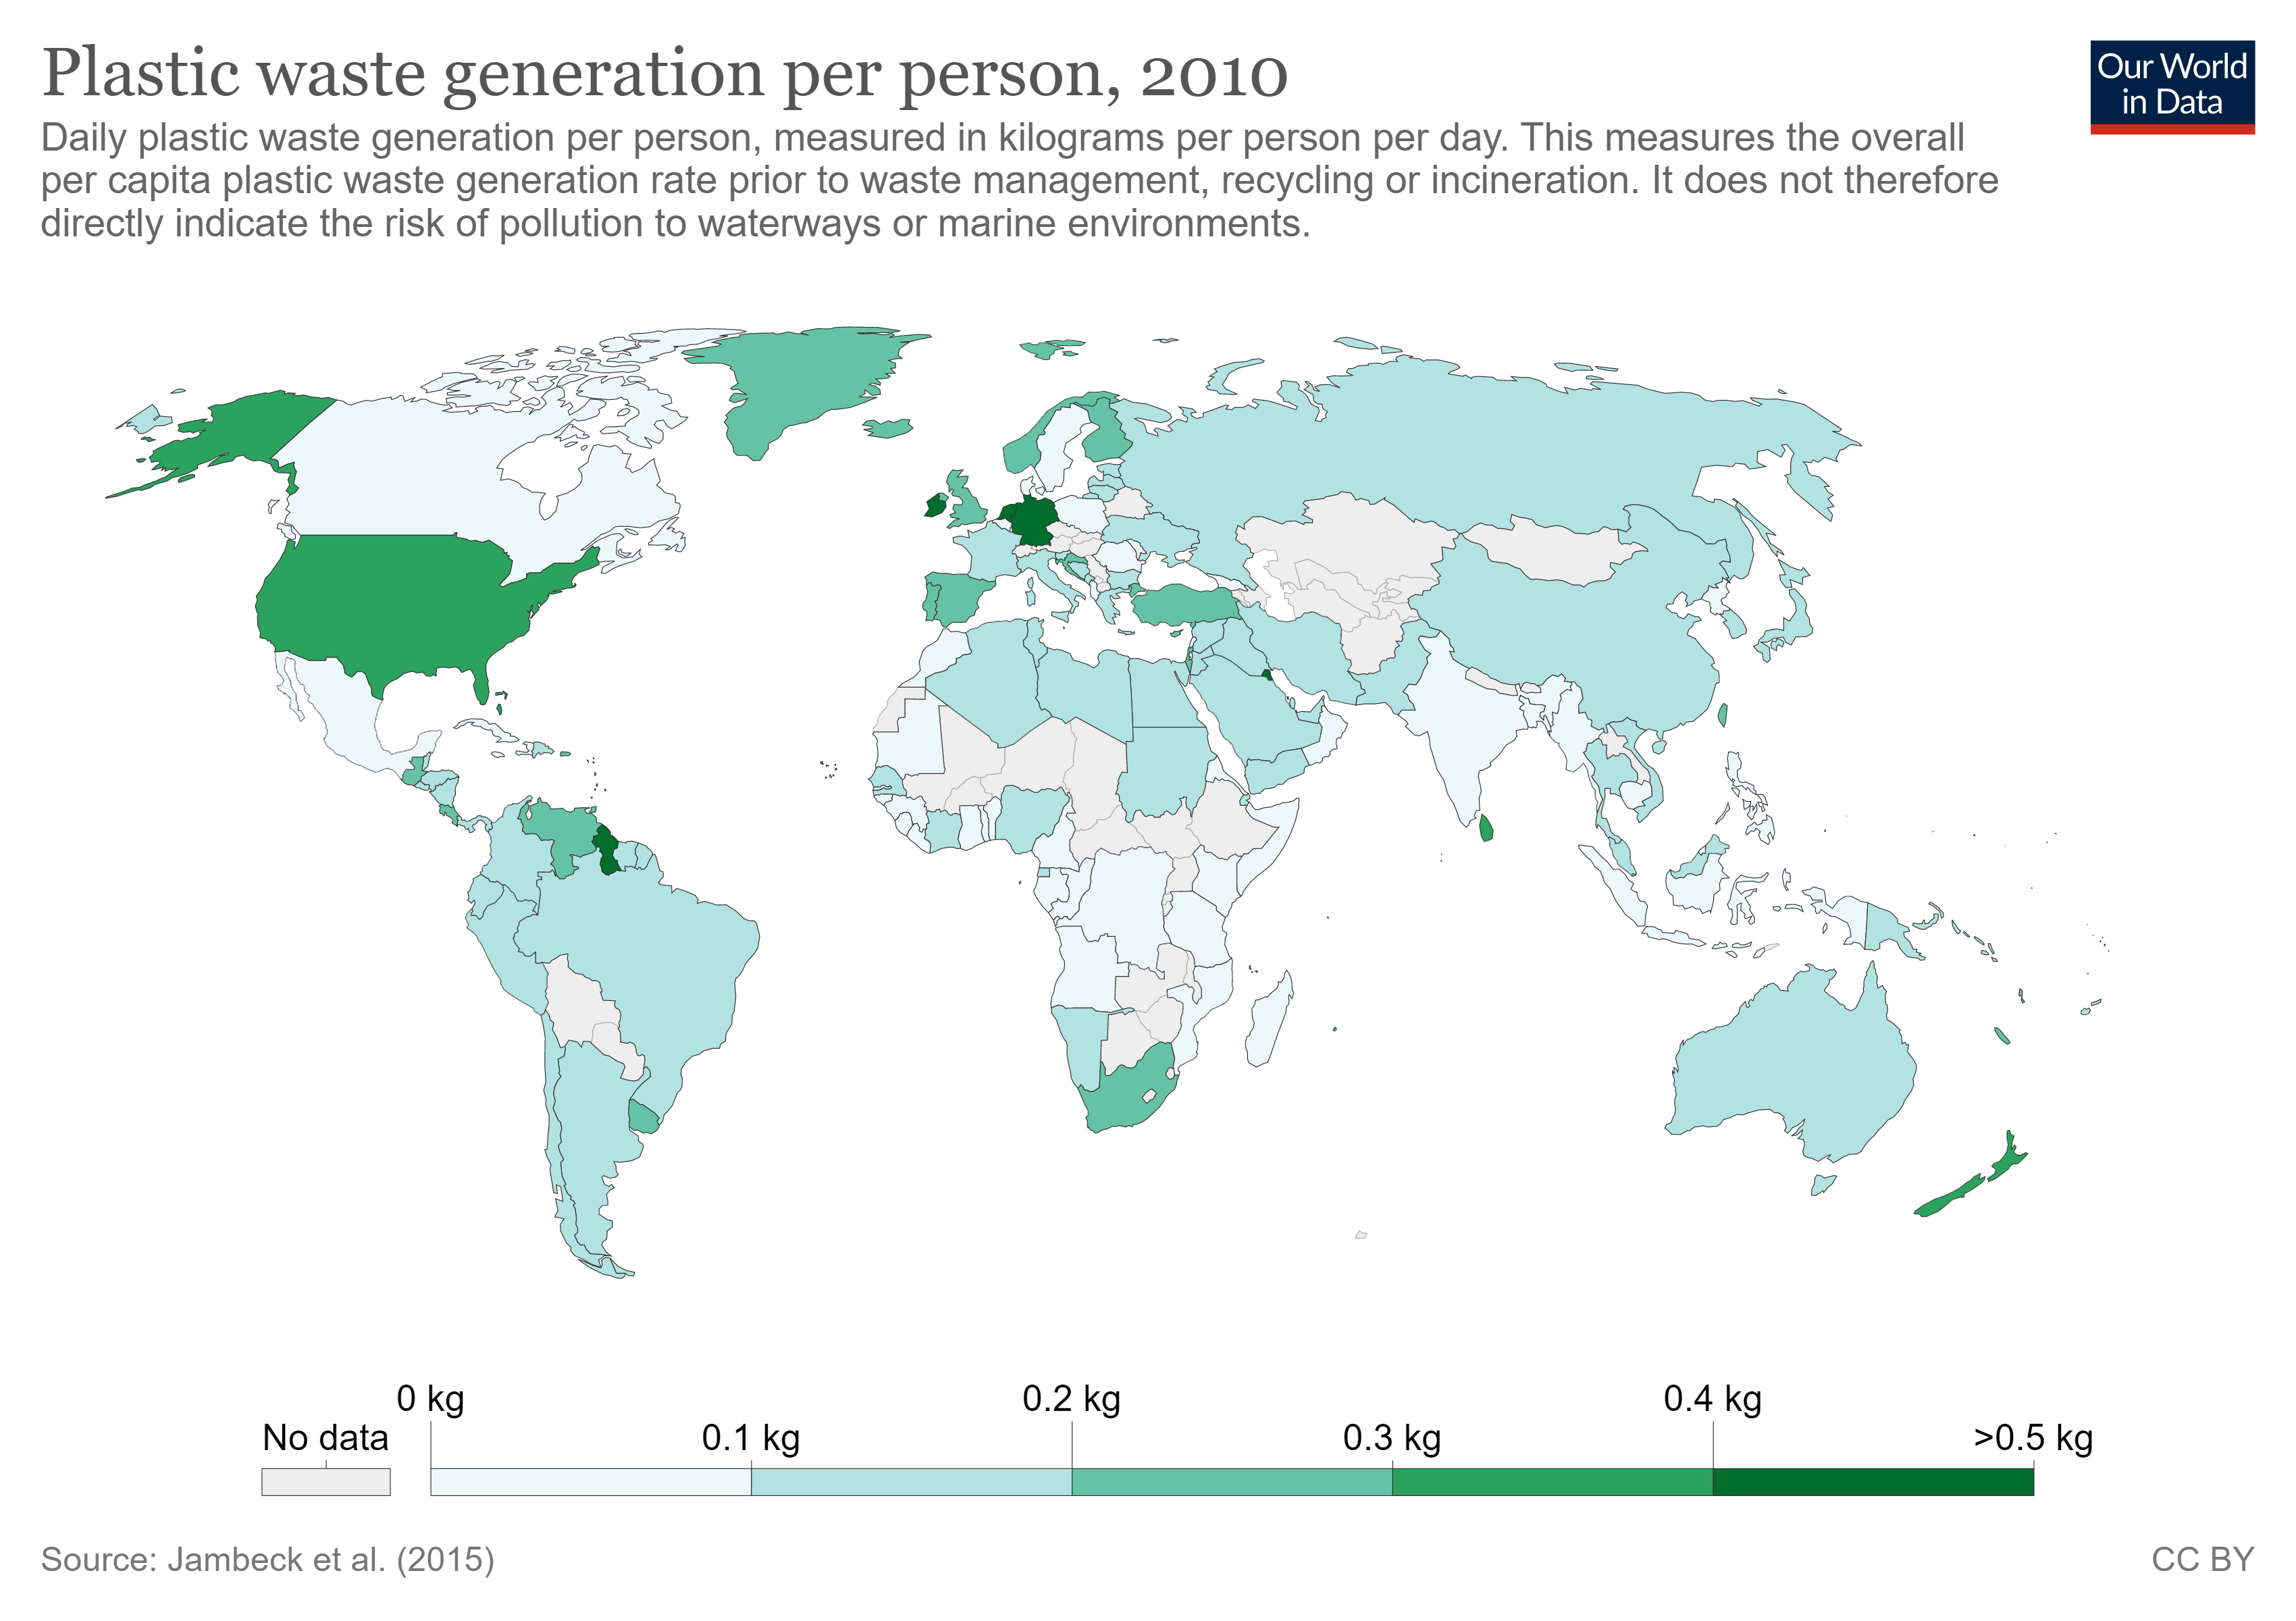 Plastic waste generation per person, 2010
Our World
in Data
Daily plastic waste generation per person, measured in kilograms per person per day. This measures the overall
per capita plastic waste generation rate prior to waste management, recycling or incineration. It does not therefore
directly indicate the risk of pollution to waterways or marine environments.
0 kg
0.2 kg
0.4 kg
No data
0.1 kg
0.3 kg
>0.5 kg
Source: Jambeck et al. (2015)
CC BY